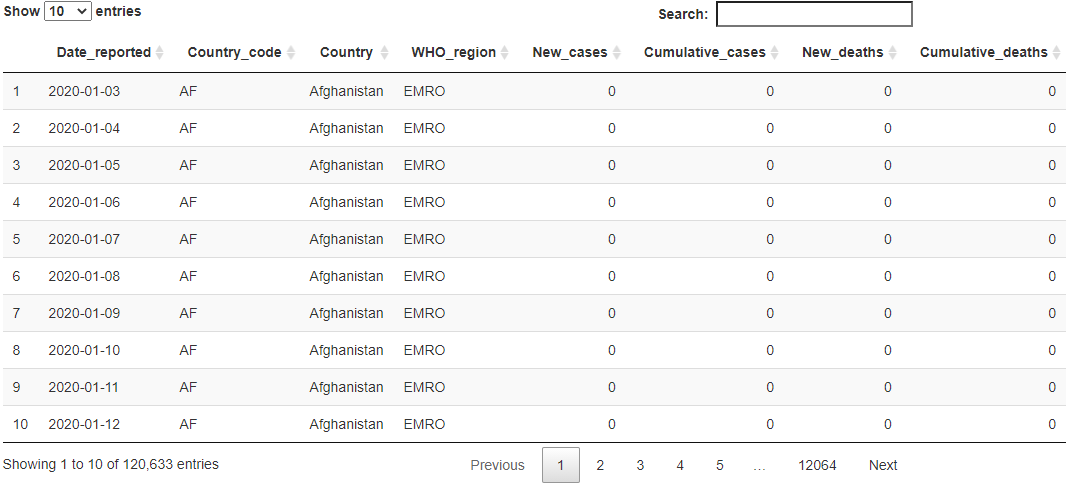 Show 10 entries Search:
Date_reported Country_code Country WHO_region New_cases Cumulative_cases New_deaths Cumulative_deaths
1 2020-01-03 AF Afghanistan EMRO 0 0 0 0
2 2020-01-04 AF Afghanistan EMRO 0 0 0 0
3 2020-01-05 AF Afghanistan EMRO 0 0 0 0
4 2020-01-06 AF Afghanistan EMRO 0 0 0 0
5 2020-01-07 AF Afghanistan EMRO 0 0 0 0
6 2020-01-08 AF Afghanistan EMRO 0 0 0 0
7 2020-01-09 AF Afghanistan EMRO 0 0 0 0
8 2020-01-10 AF Afghanistan EMRO 0 0 0 0
9 2020-01-11 AF Afghanistan EMRO 0 0 0 0
10 2020-01-12 AF Afghanistan EMRO 0 0 0 0
Showing 1 to 10 of 120,633 entries Previous 1 2 3 4 5 … 12064 Next